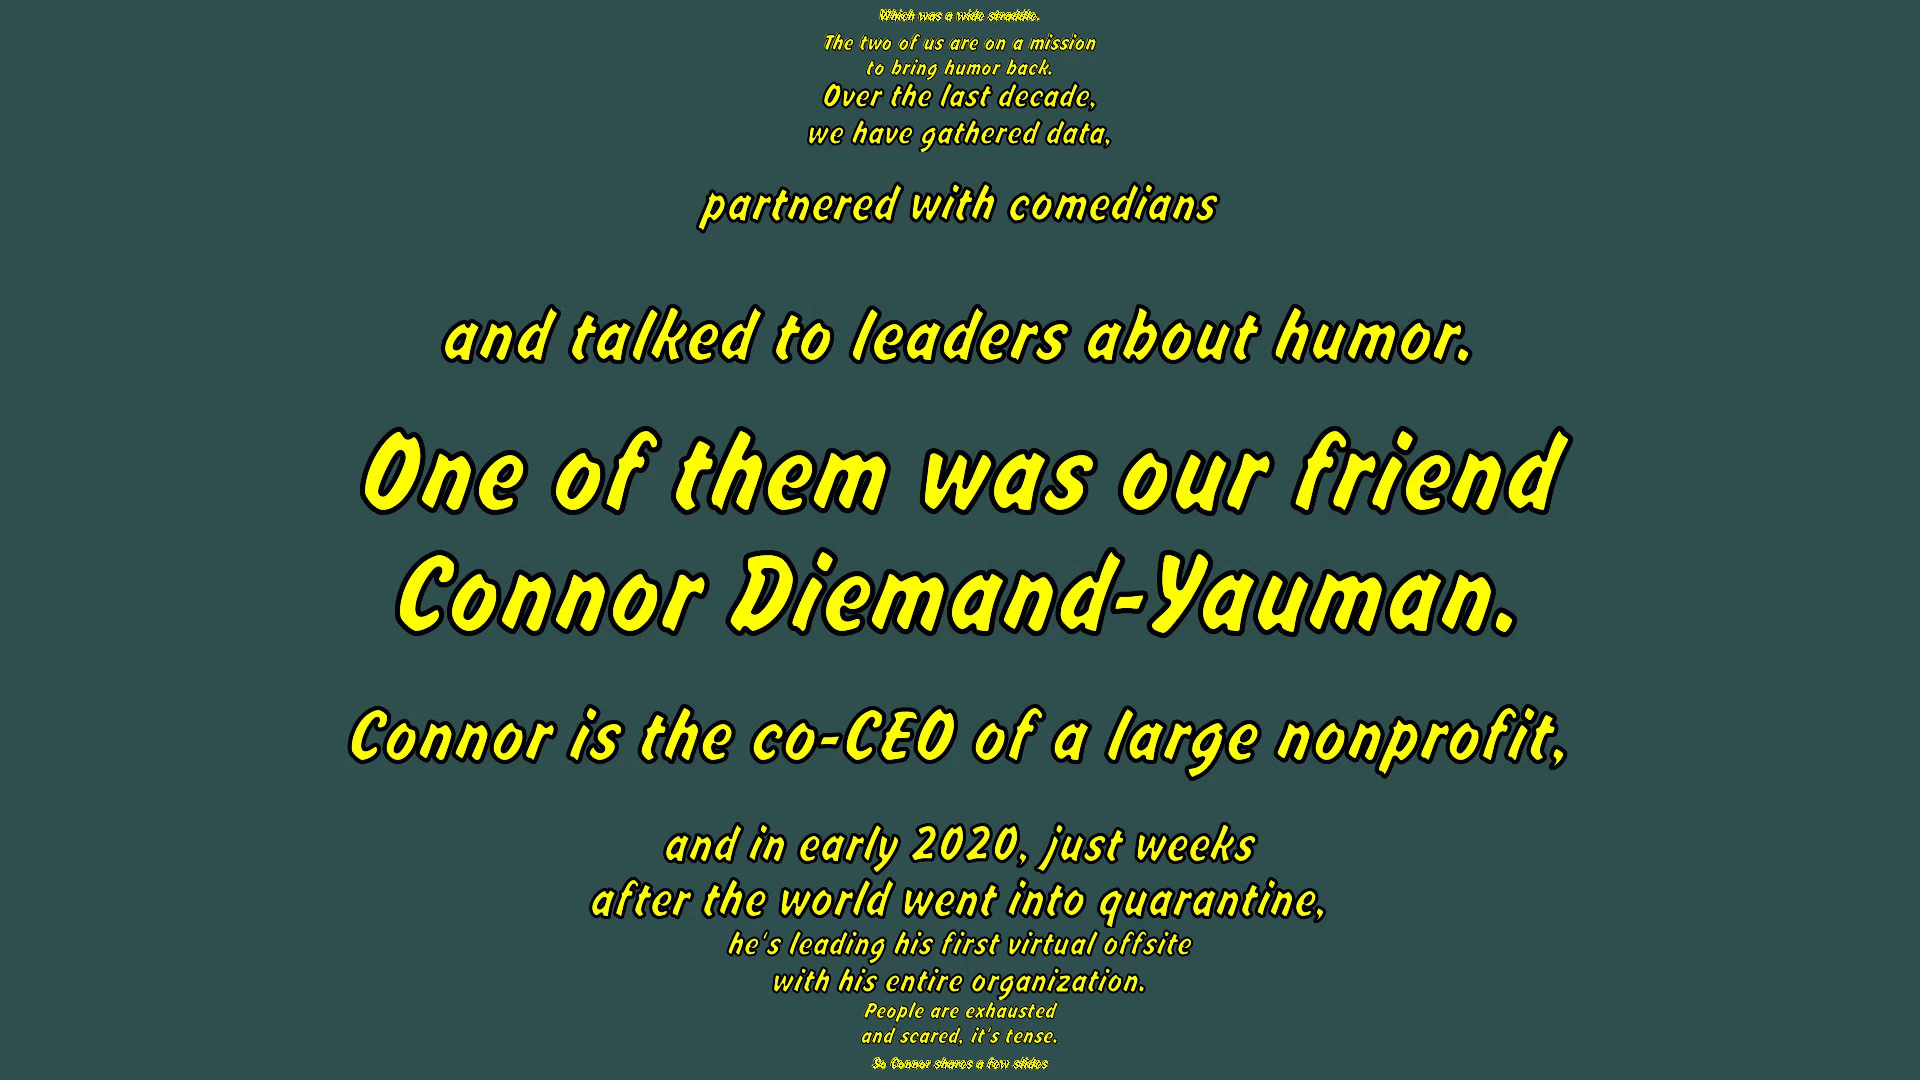 Which was a wide straddle.
The two of us are on a mission
to bring humor back.
Over the last decade,
we have gathered data,
partnered with comedians
and talked to leaders about humor.
One of them was our friend
Connor Diemand-Yauman.
Connor is the co-CEO of a large nonprofit,
and in early 2020, just weeks
after the world went into quarantine,
he's leading his first virtual offsite
with his entire organization.
People are exhausted
and scared, it's tense.
So Connor shares a few slides